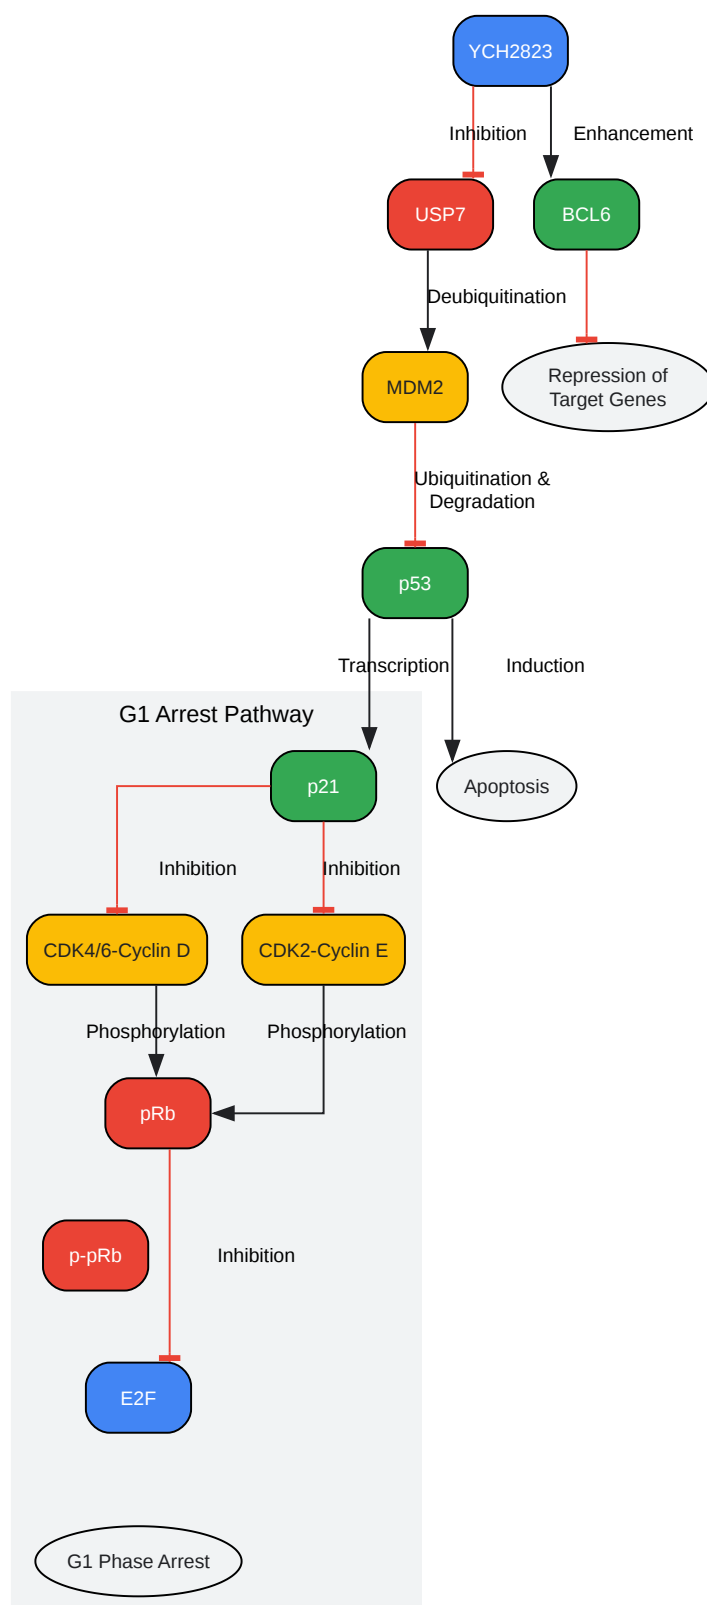 YCH2823
Inhibition
Enhancement
USP7
BCL6
Deubiquitination
MDM2
Repression of
Target Genes
Ubiquitination &
Degradation
p53
Transcription
Induction
G1 Arrest Pathway
p21
Apoptosis
Inhibition
Inhibition
CDK4/6-Cyclin D
CDK2-Cyclin E
Phosphorylation
Phosphorylation
pRb
p-pRb
Inhibition
E2F
G1 Phase Arrest